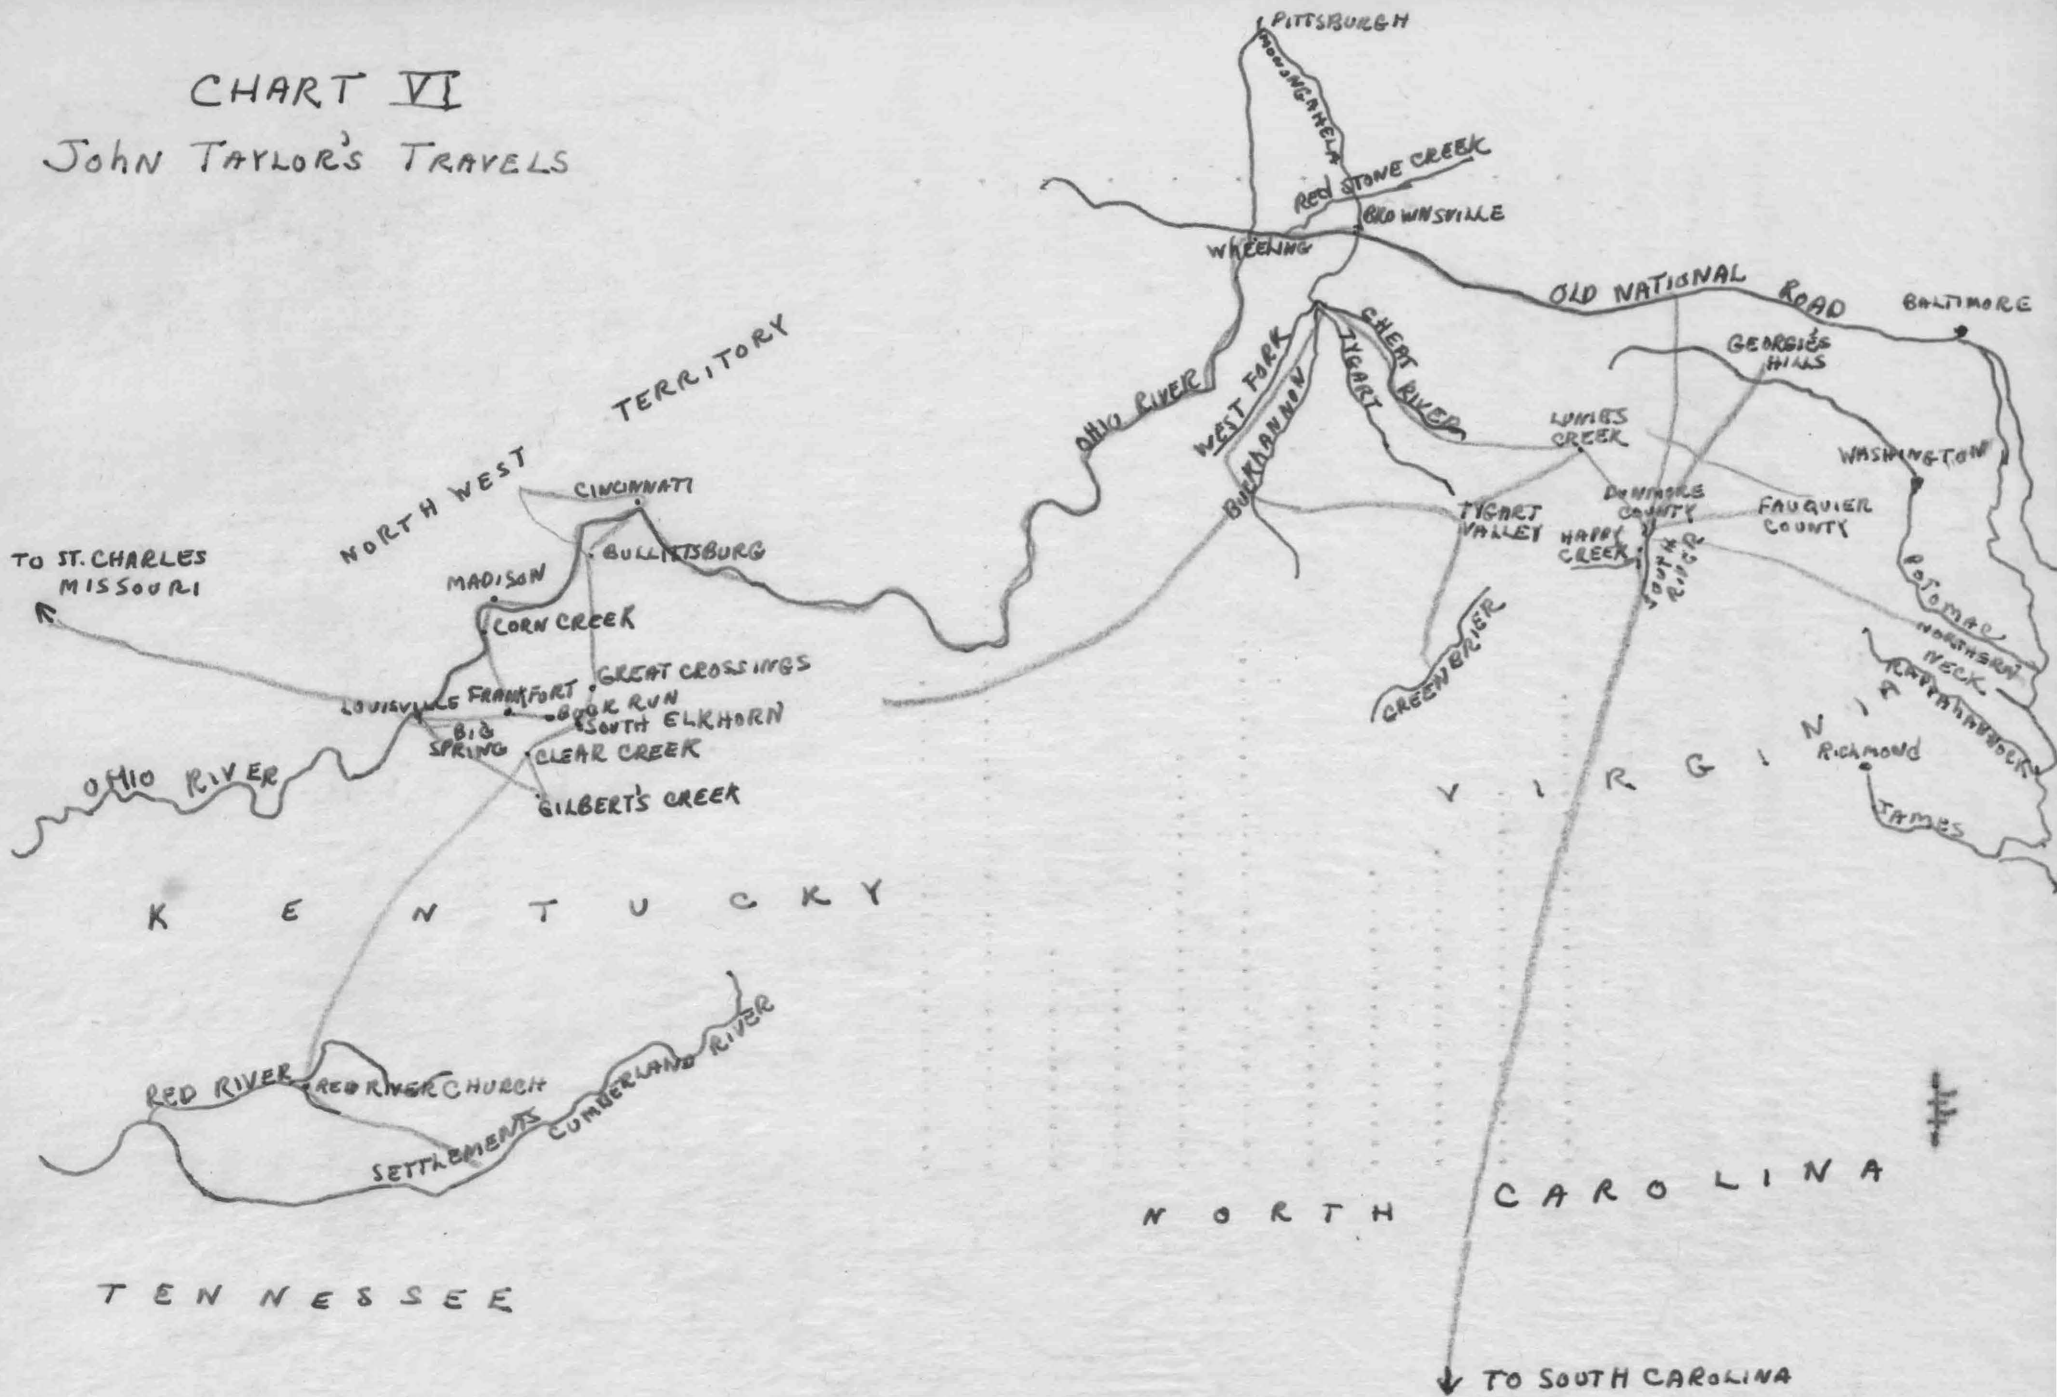 CHART VI
JOHN TAYLOR'S TRAVELS
PITTSBURGH
MONONGAHELA
RED STONE CREEK
BROWNSVILLE
WHEELING
OLD NATIONAL ROAD
BALTIMORE
GEORGIE'S
HILLS
NORTH WEST TERRITORY
OHIO RIVER
WEST FORK
BUCKHANNON
TYGART
CHEAT RIVER
LUNIES
CREEK
WASHINGTON
CINCINNATI
DUNMORE
COUNTY
FAUQUIER
COUNTY
TYGART
VALLEY
HAPPY
CREEK
SOUTH
RIVER
TO ST. CHARLES
MISSOURI
BULLITTSBURG
MADISON
CORN CREEK
POTOMAC
NORTHERN
NECK
RAPPAHANNOCK
GREENBRIER
GREAT CROSSINGS
LOUISVILLE
FRANKFORT
BUCK RUN
SOUTH ELKHORN
BIG
SPRING
CLEAR CREEK
GILBERT'S CREEK
OHIO RIVER
VIRGINIA
RICHMOND
JAMES
KENTUCKY
RED RIVER
RED RIVER CHURCH
SETTLEMENTS
CUMBERLAND RIVER
NORTH CAROLINA
TENNESSEE
TO SOUTH CAROLINA